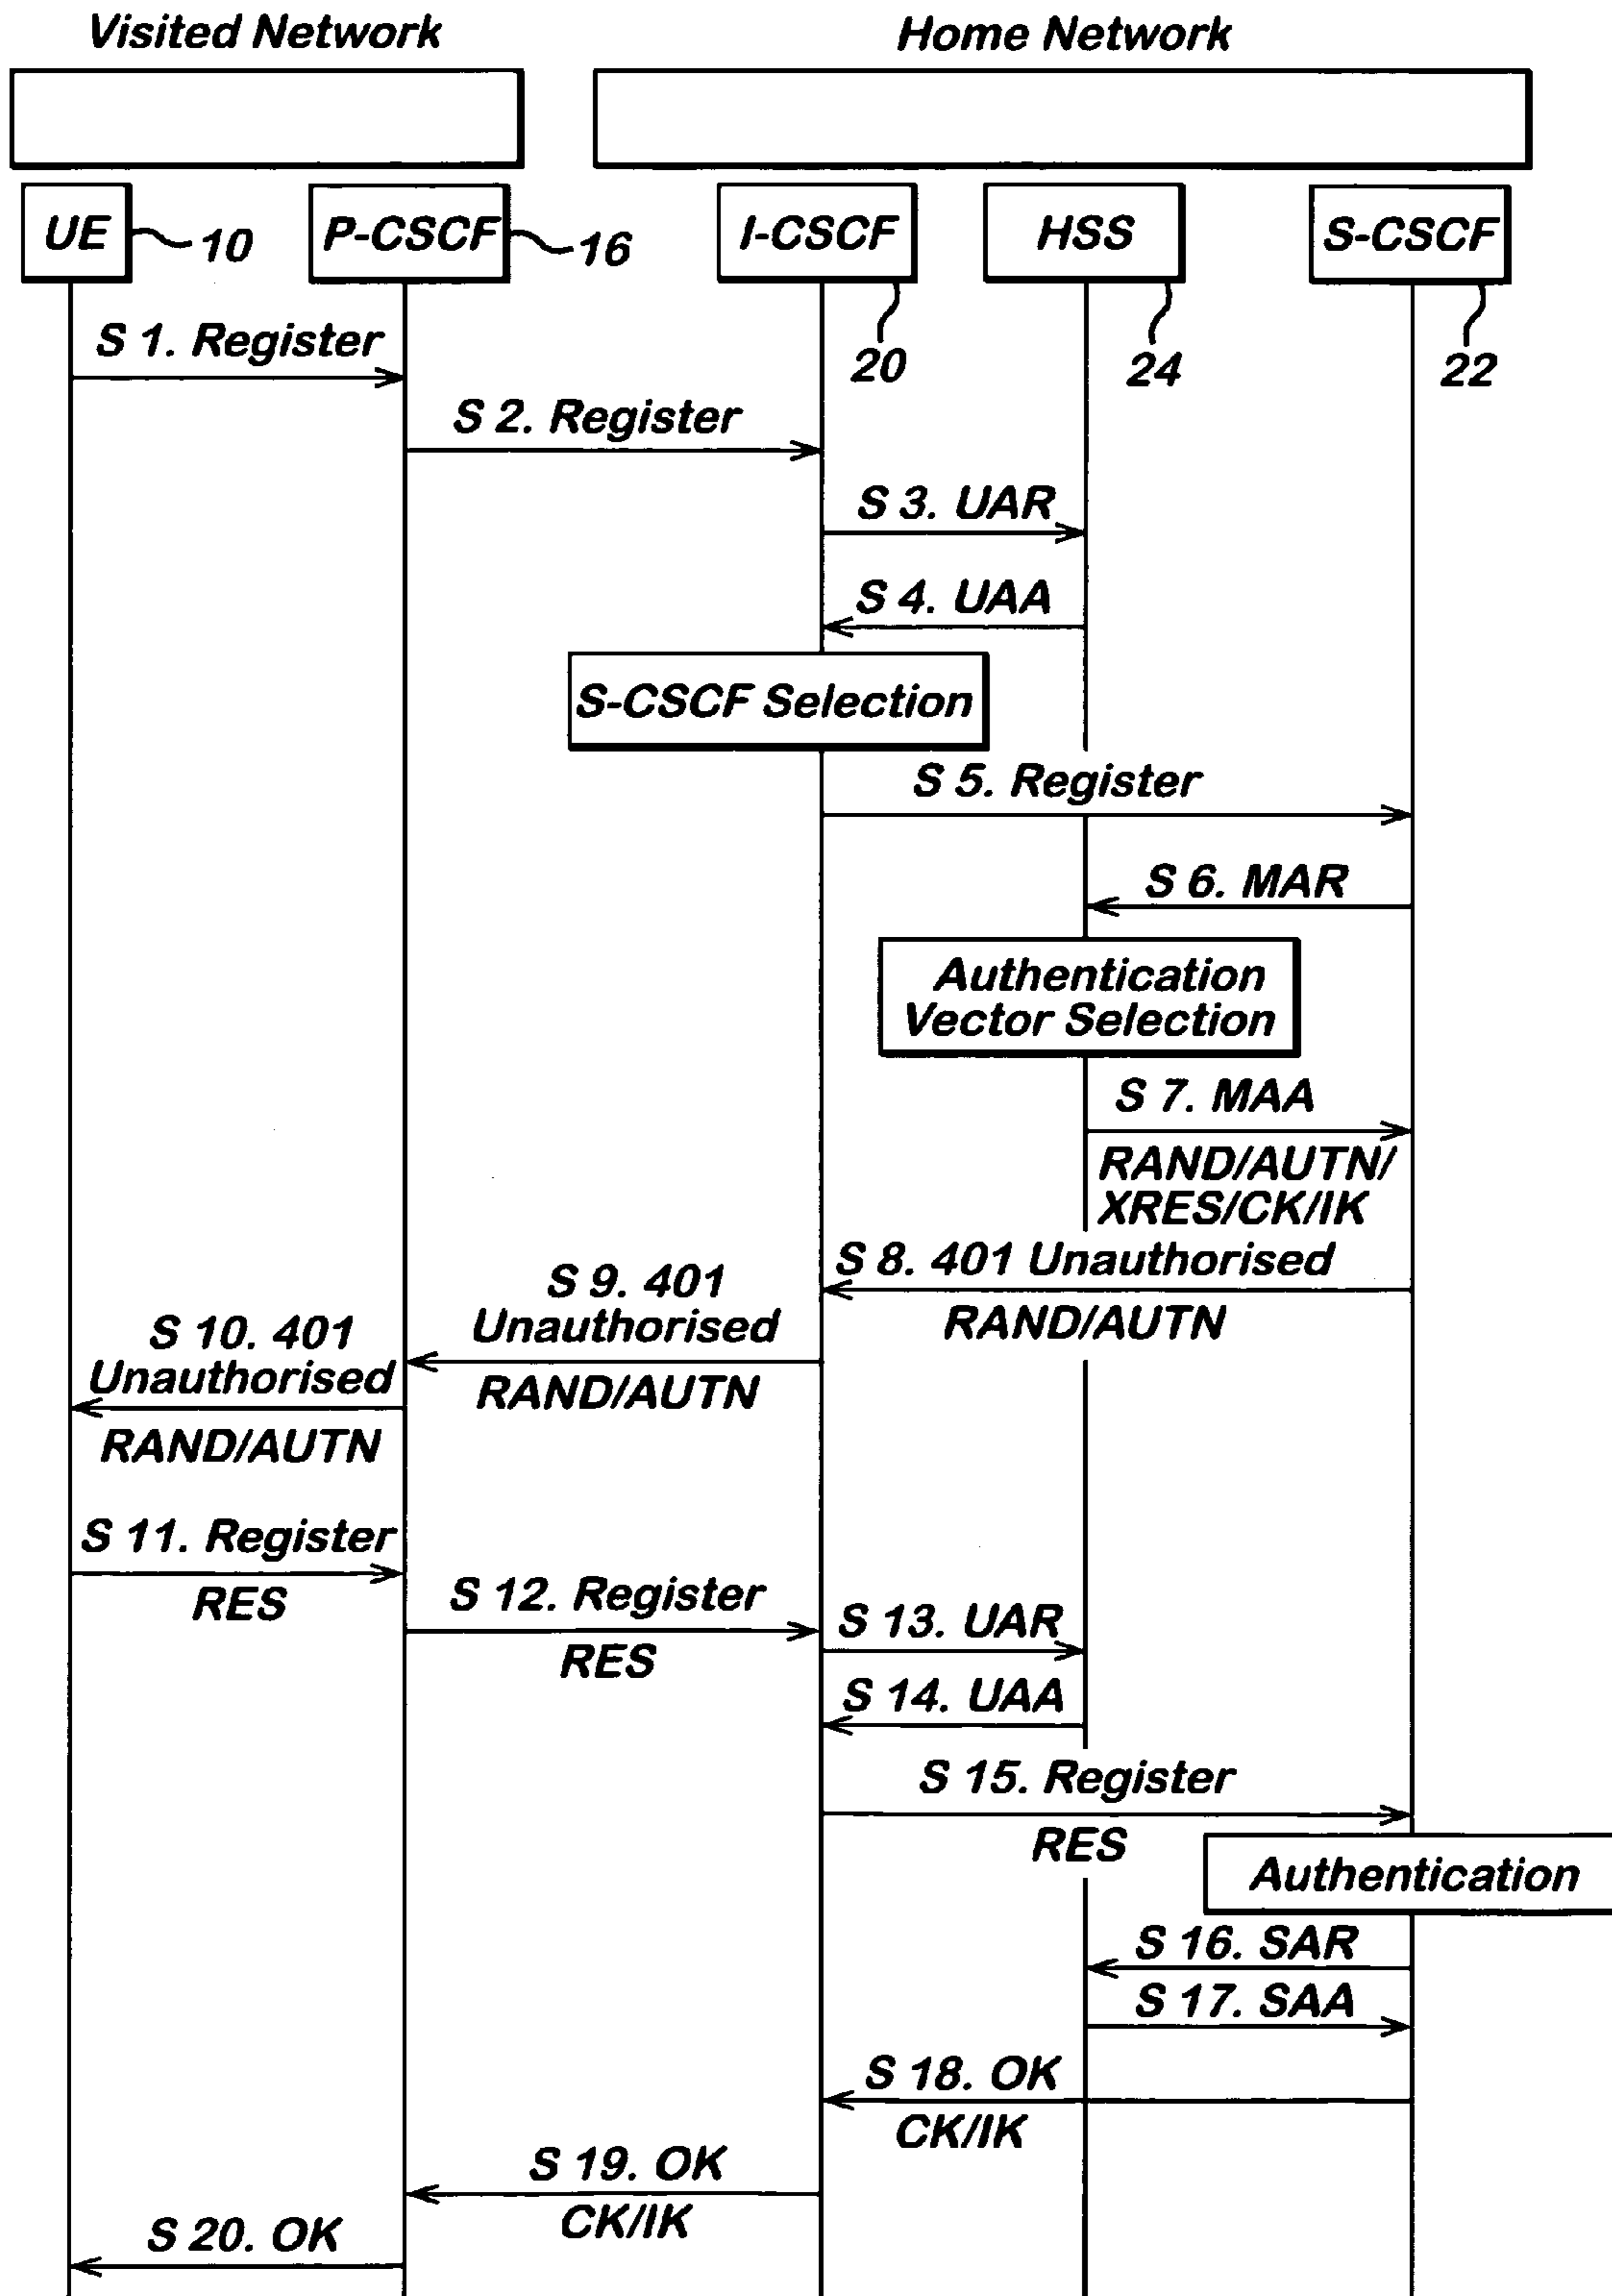 Visited Network
Home Network
UE
10
P-CSCF
16
I-CSCF
20
HSS
24
S-CSCF
22
S 1. Register
S 2. Register
S 3. UAR
S 4. UAA
S-CSCF Selection
S 5. Register
S 6. MAR
Authentication
Vector Selection
S 7. MAA
RAND/AUTN/
XRES/CK/IK
S 8. 401 Unauthorised
RAND/AUTN
S 9. 401
Unauthorised
RAND/AUTN
S 10. 401
Unauthorised
RAND/AUTN
S 11. Register
RES
S 12. Register
RES
S 13. UAR
S 14. UAA
S 15. Register
RES
Authentication
S 16. SAR
S 17. SAA
S 18. OK
CK/IK
S 19. OK
CK/IK
S 20. OK